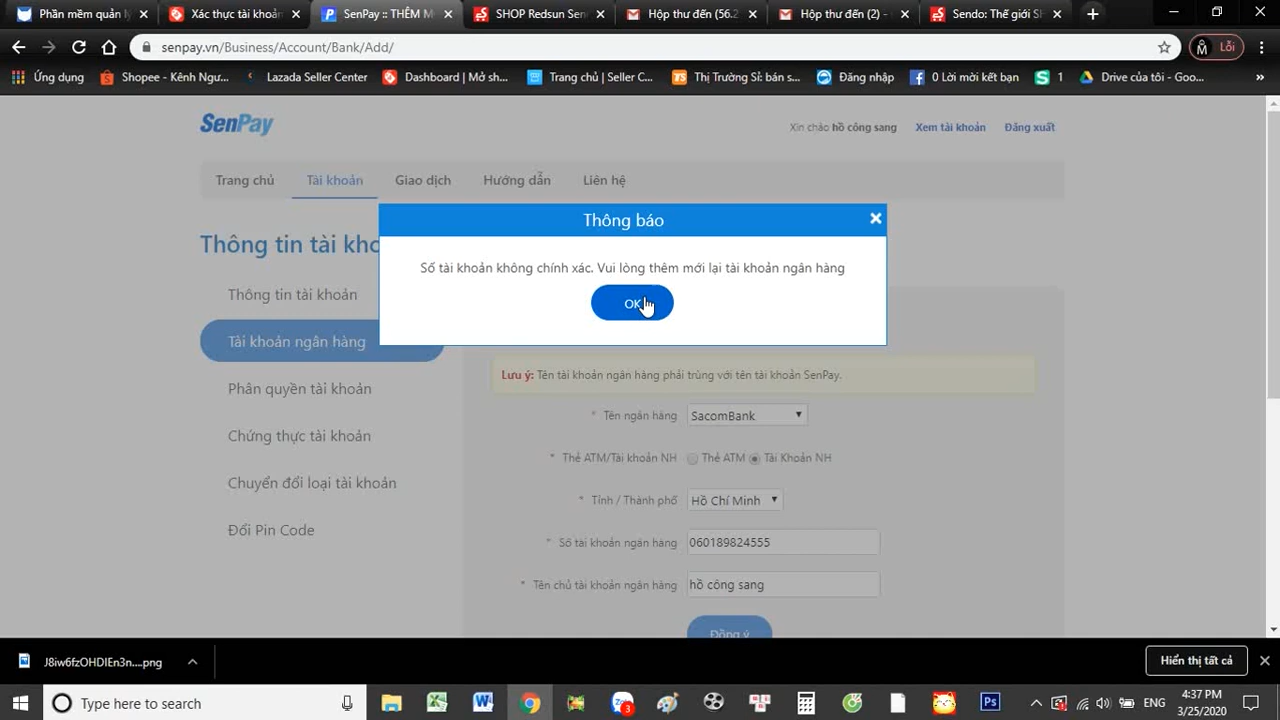 Phần mềm quản lý
Xác thực tài khoản
SenPay :: THÊM M
SHOP Redsun Sen
Hộp thư đến (56.2
Hộp thư đến (2) -
Sendo: Thế giới SH
senpay.vn/Business/Account/Bank/Add/
Lỗi
Ứng dụng
Shopee - Kênh Ngư...
Lazada Seller Center
Dashboard | Mở sh...
Trang chủ | Seller C...
Thị Trường Sỉ: bán s...
Đăng nhập
0 Lời mời kết bạn
1
Drive của tôi - Goo...
»
SenPay
Xin chào hồ công sang
Xem tài khoản
Đăng xuất
Trang chủ
Tài khoản
Giao dịch
Hướng dẫn
Liên hệ
Thông báo
Số tài khoản không chính xác. Vui lòng thêm mới lại tài khoản ngân hàng
OK
Thông tin tài kho
Thông tin tài khoản
Tài khoản ngân hàng
Phân quyền tài khoản
Chứng thực tài khoản
Chuyển đổi loại tài khoản
Đổi Pin Code
Lưu ý: Tên tài khoản ngân hàng phải trùng với tên tài khoản SenPay.
* Tên ngân hàng SacomBank
* Thẻ ATM/Tài khoản NH Thẻ ATM Tài Khoản NH
* Tỉnh / Thành phố Hồ Chí Minh
* Số tài khoản ngân hàng 060189824555
* Tên chủ tài khoản ngân hàng hồ công sang
Đồng ý
J8iw6fzOHDIEn3n....png
Hiển thị tất cả
Type here to search
3
ENG
4:37 PM
3/25/2020